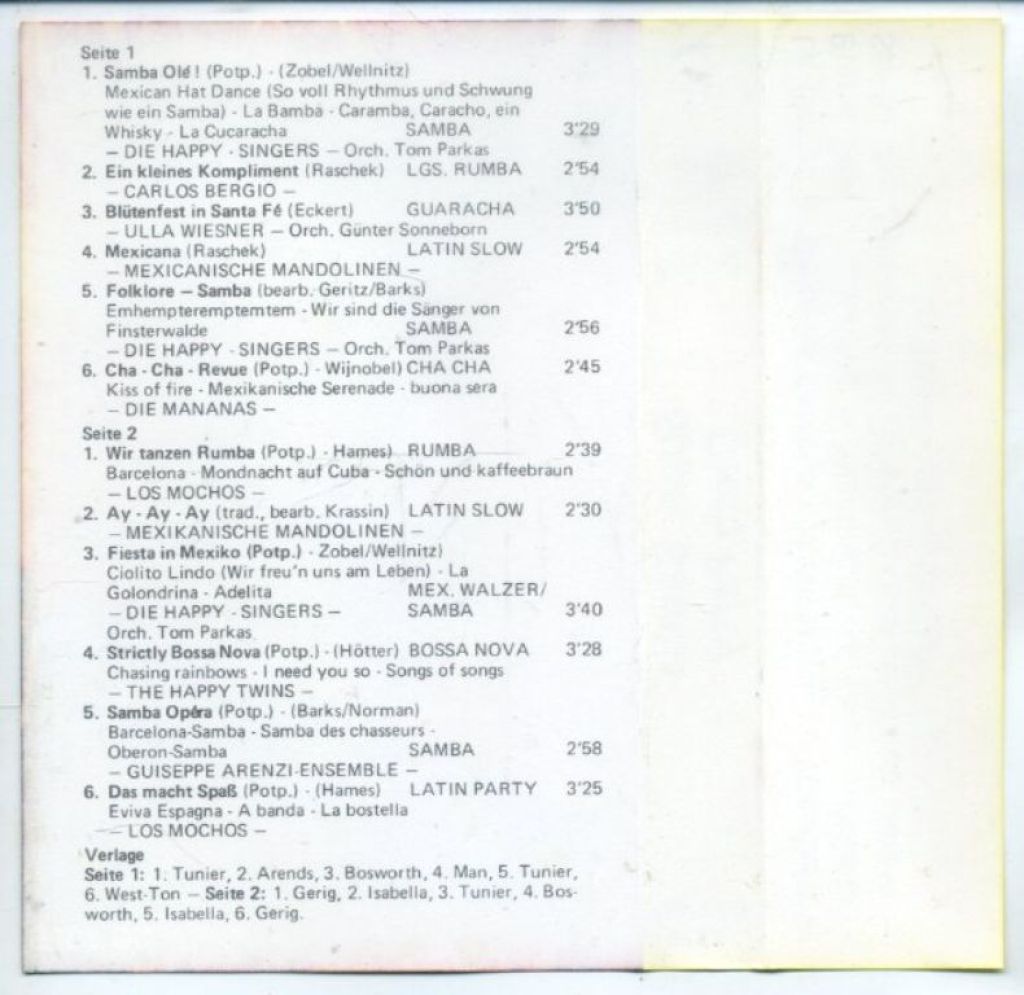 Seite 1
1. Samba Olé! (Potp.) - (Zobel/Wellnitz)
Mexican Hat Dance (So voll Rhythmus und Schwung
wie ein Samba) - La Bamba - Caramba, Caracho, ein
Whisky - La Cucaracha SAMBA 3'29
– DIE HAPPY - SINGERS – Orch. Tom Parkas
2. Ein kleines Kompliment (Raschek) LGS. RUMBA 2'54
– CARLOS BERGIO –
3. Blütenfest in Santa Fé (Eckert) GUARACHA 3'50
– ULLA WIESNER – Orch. Günter Sonneborn
4. Mexicana (Raschek) LATIN SLOW 2'54
– MEXICANISCHE MANDOLINEN –
5. Folklore – Samba (bearb. Geritz/Barks)
Emhempteremptemtem - Wir sind die Sänger von
Finsterwalde SAMBA 2'56
– DIE HAPPY - SINGERS – Orch. Tom Parkas
6. Cha - Cha - Revue (Potp.) - Wijnobel) CHA CHA 2'45
Kiss of fire - Mexikanische Serenade - buona sera
– DIE MANANAS –
Seite 2
1. Wir tanzen Rumba (Potp.) - Hames) RUMBA 2'39
Barcelona - Mondnacht auf Cuba - Schön und kaffeebraun
– LOS MOCHOS –
2. Ay - Ay - Ay (trad., bearb. Krassin) LATIN SLOW 2'30
– MEXIKANISCHE MANDOLINEN –
3. Fiesta in Mexiko (Potp.) - Zobel/Wellnitz)
Ciolito Lindo (Wir freu'n uns am Leben) - La
Golondrina - Adelita MEX. WALZER/
– DIE HAPPY - SINGERS – SAMBA 3'40
Orch. Tom Parkas
4. Strictly Bossa Nova (Potp.) - (Hötter) BOSSA NOVA 3'28
Chasing rainbows - I need you so - Songs of songs
– THE HAPPY TWINS –
5. Samba Opéra (Potp.) - (Barks/Norman)
Barcelona-Samba - Samba des chasseurs -
Oberon-Samba SAMBA 2'58
– GUISEPPE ARENZI-ENSEMBLE –
6. Das macht Spaß (Potp.) - (Hames) LATIN PARTY 3'25
Eviva Espagna - A banda - La bostella
– LOS MOCHOS –
Verlage
Seite 1: 1. Tunier, 2. Arends, 3. Bosworth, 4. Man, 5. Tunier,
6. West-Ton – Seite 2: 1. Gerig, 2. Isabella, 3. Tunier, 4. Bos-
worth, 5. Isabella, 6. Gerig.